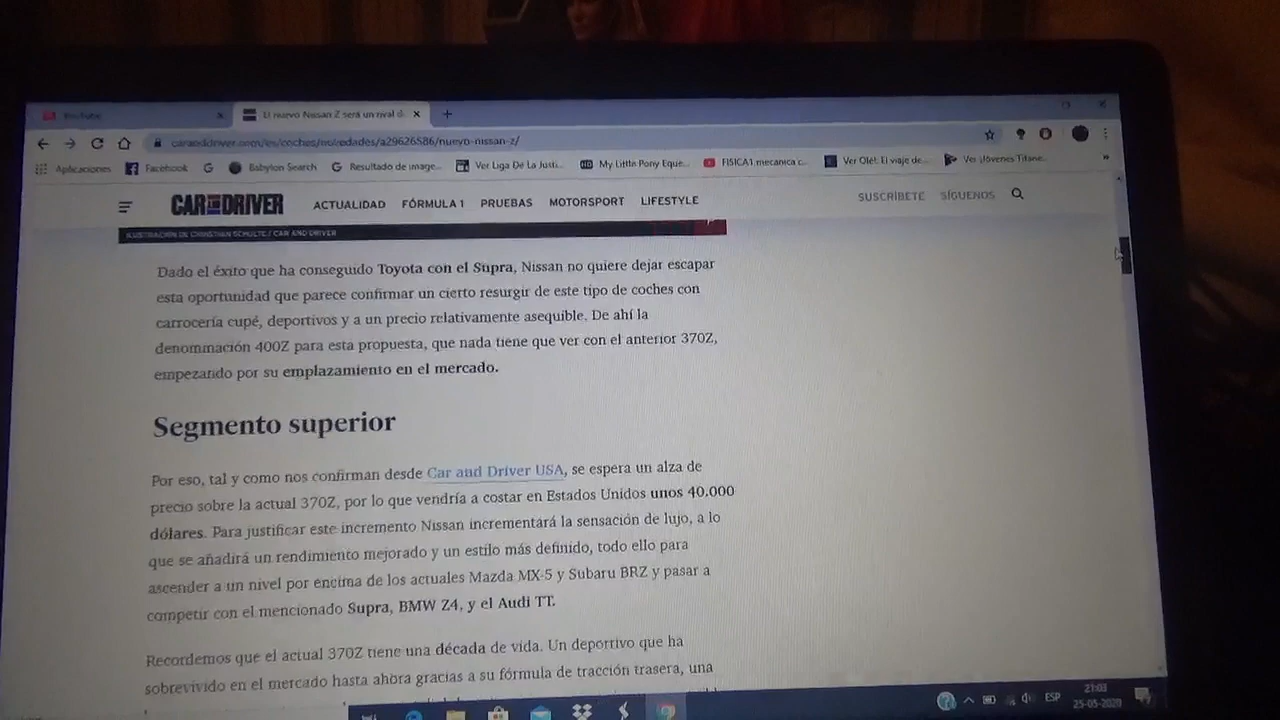 YouTube
El nuevo Nissan Z será un rival d
caranddriver.com/es/coches/novedades/a29626586/nuevo-nissan-z/
Aplicaciones Facebook Babylon Search Resultado de image... Ver Liga De La Justi... My Little Pony Eque... FISICA1 mecanica c... Ver Olé!. El viaje de... Ver ¡Jóvenes Titane... »
CAR AND DRIVER ACTUALIDAD FÓRMULA 1 PRUEBAS MOTORSPORT LIFESTYLE SUSCRÍBETE SÍGUENOS
ILUSTRACIÓN DE CHRISTIAN SCHULTE / CAR AND DRIVER
Dado el éxito que ha conseguido Toyota con el Supra, Nissan no quiere dejar escapar
esta oportunidad que parece confirmar un cierto resurgir de este tipo de coches con
carrocería cupé, deportivos y a un precio relativamente asequible. De ahí la
denominación 400Z para esta propuesta, que nada tiene que ver con el anterior 370Z,
empezando por su emplazamiento en el mercado.
Segmento superior
Por eso, tal y como nos confirman desde Car and Driver USA, se espera un alza de
precio sobre la actual 370Z, por lo que vendría a costar en Estados Unidos unos 40.000
dólares. Para justificar este incremento Nissan incrementará la sensación de lujo, a lo
que se añadirá un rendimiento mejorado y un estilo más definido, todo ello para
ascender a un nivel por encima de los actuales Mazda MX-5 y Subaru BRZ y pasar a
competir con el mencionado Supra, BMW Z4, y el Audi TT.
Recordemos que el actual 370Z tiene una década de vida. Un deportivo que ha
sobrevivido en el mercado hasta ahora gracias a su fórmula de tracción trasera, una
ESP
21:03
25-05-2020